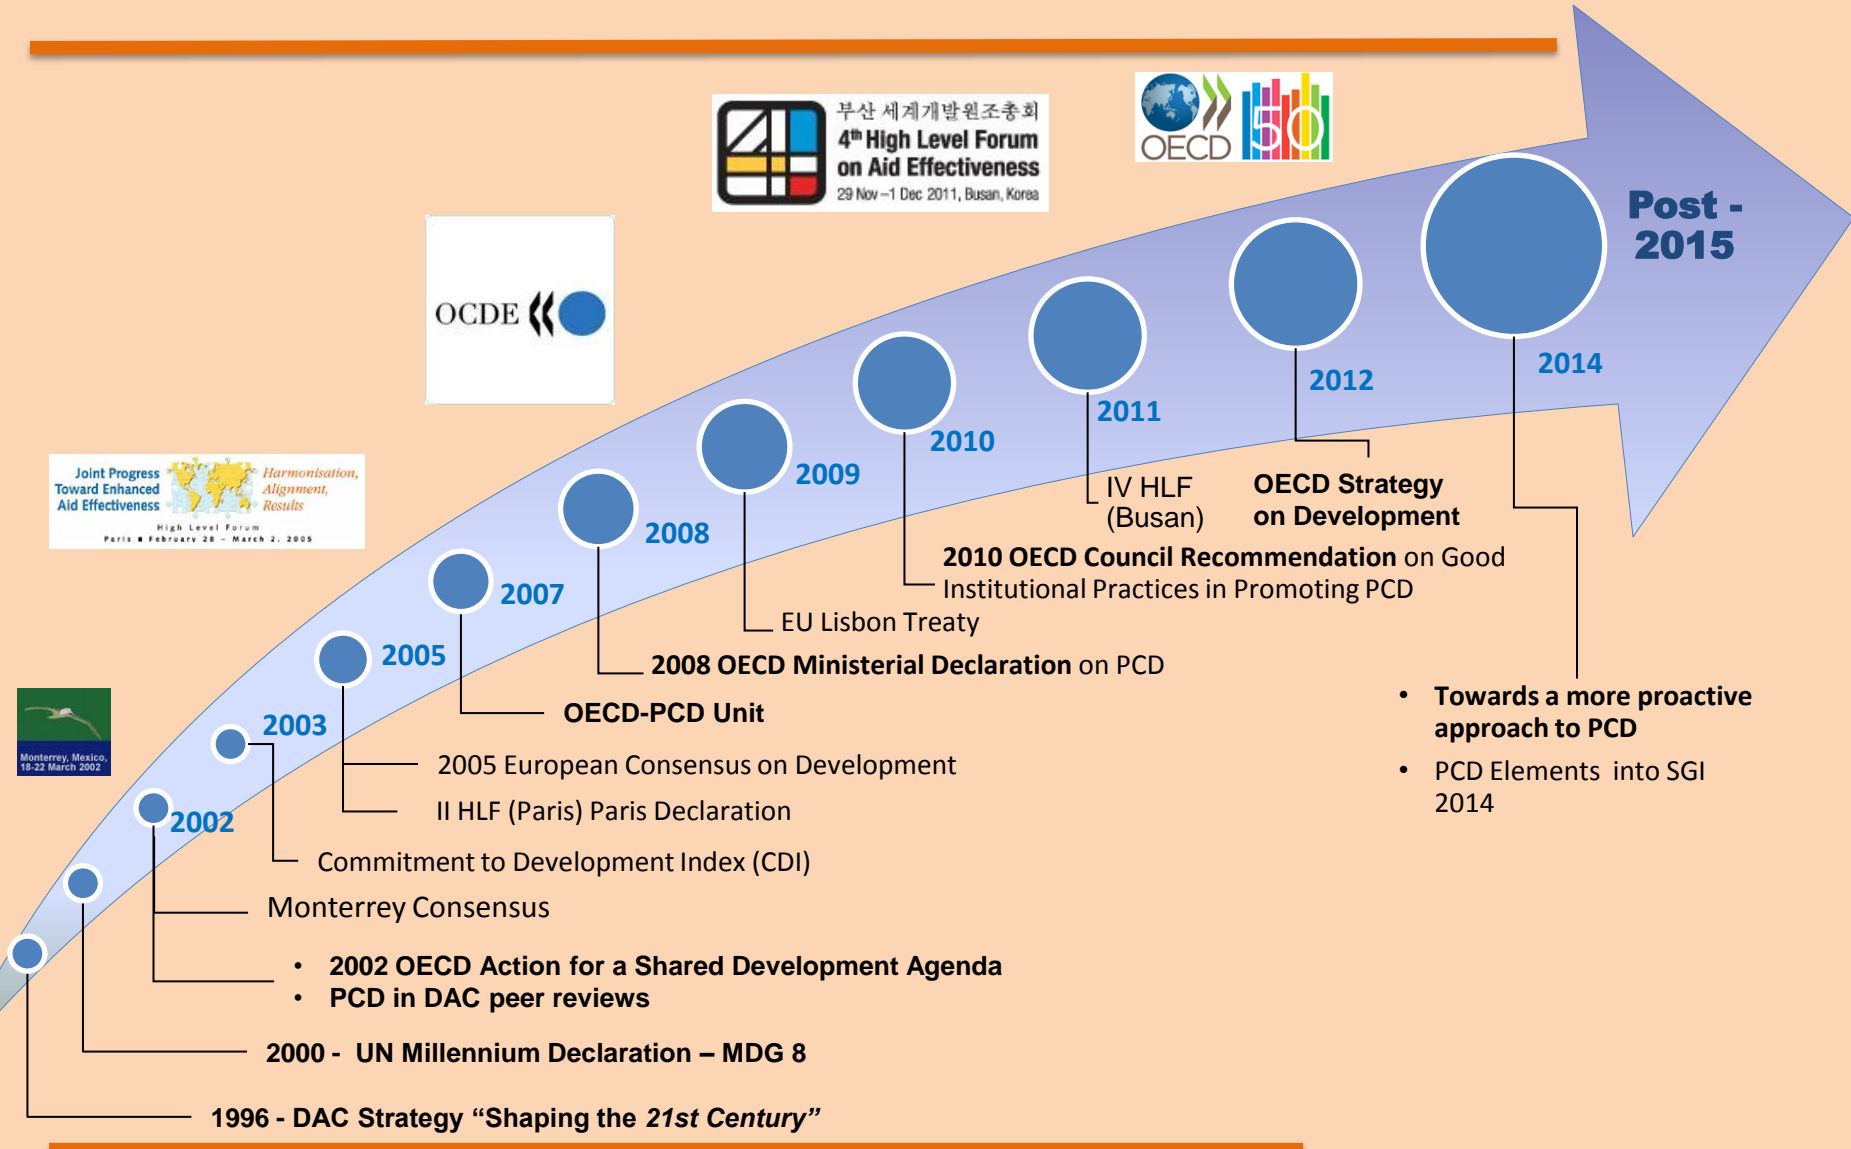 부산 세계개발원조총회
4th High Level Forum
on Aid Effectiveness
29 Nov – 1 Dec 2011, Busan, Korea
OECD 50
Post -
2015
OCDE
Joint Progress
Toward Enhanced
Aid Effectiveness
Harmonisation,
Alignment,
Results
High Level Forum
Paris ■ February 28 – March 2, 2005
Monterrey, Mexico,
18-22 March 2002
2014
2012
2011
2010
2009
2008
2007
2005
2003
2002
IV HLF
(Busan)
OECD Strategy
on Development
2010 OECD Council Recommendation on Good
Institutional Practices in Promoting PCD
EU Lisbon Treaty
2008 OECD Ministerial Declaration on PCD
OECD-PCD Unit
2005 European Consensus on Development
II HLF (Paris) Paris Declaration
Commitment to Development Index (CDI)
Monterrey Consensus
• 2002 OECD Action for a Shared Development Agenda
• PCD in DAC peer reviews
2000 - UN Millennium Declaration – MDG 8
1996 - DAC Strategy “Shaping the 21st Century”
• Towards a more proactive
approach to PCD
• PCD Elements into SGI
2014